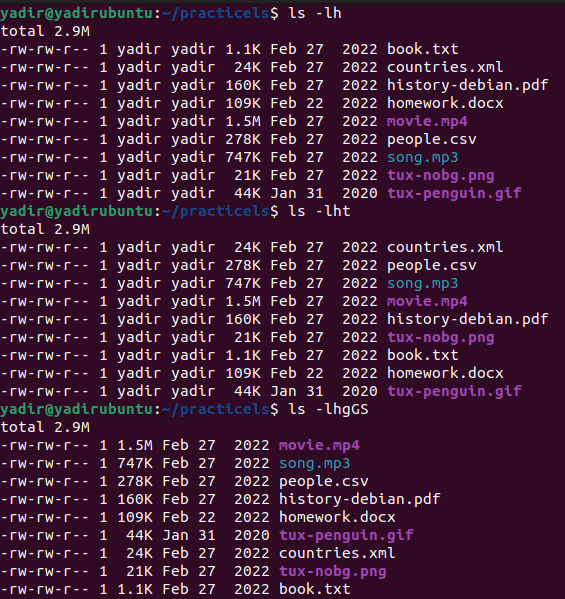 yadir@yadirubuntu:~/practicels$ ls -lh
total 2.9M
-rw-rw-r-- 1 yadir yadir 1.1K Feb 27  2022 book.txt
-rw-rw-r-- 1 yadir yadir  24K Feb 27  2022 countries.xml
-rw-rw-r-- 1 yadir yadir 160K Feb 27  2022 history-debian.pdf
-rw-rw-r-- 1 yadir yadir 109K Feb 22  2022 homework.docx
-rw-rw-r-- 1 yadir yadir 1.5M Feb 27  2022 movie.mp4
-rw-rw-r-- 1 yadir yadir 278K Feb 27  2022 people.csv
-rw-rw-r-- 1 yadir yadir 747K Feb 27  2022 song.mp3
-rw-rw-r-- 1 yadir yadir  21K Feb 27  2022 tux-nobg.png
-rw-rw-r-- 1 yadir yadir  44K Jan 31  2020 tux-penguin.gif
yadir@yadirubuntu:~/practicels$ ls -lht
total 2.9M
-rw-rw-r-- 1 yadir yadir  24K Feb 27  2022 countries.xml
-rw-rw-r-- 1 yadir yadir 278K Feb 27  2022 people.csv
-rw-rw-r-- 1 yadir yadir 747K Feb 27  2022 song.mp3
-rw-rw-r-- 1 yadir yadir 1.5M Feb 27  2022 movie.mp4
-rw-rw-r-- 1 yadir yadir 160K Feb 27  2022 history-debian.pdf
-rw-rw-r-- 1 yadir yadir  21K Feb 27  2022 tux-nobg.png
-rw-rw-r-- 1 yadir yadir 1.1K Feb 27  2022 book.txt
-rw-rw-r-- 1 yadir yadir 109K Feb 22  2022 homework.docx
-rw-rw-r-- 1 yadir yadir  44K Jan 31  2020 tux-penguin.gif
yadir@yadirubuntu:~/practicels$ ls -lhgGS
total 2.9M
-rw-rw-r-- 1 1.5M Feb 27  2022 movie.mp4
-rw-rw-r-- 1 747K Feb 27  2022 song.mp3
-rw-rw-r-- 1 278K Feb 27  2022 people.csv
-rw-rw-r-- 1 160K Feb 27  2022 history-debian.pdf
-rw-rw-r-- 1 109K Feb 22  2022 homework.docx
-rw-rw-r-- 1  44K Jan 31  2020 tux-penguin.gif
-rw-rw-r-- 1  24K Feb 27  2022 countries.xml
-rw-rw-r-- 1  21K Feb 27  2022 tux-nobg.png
-rw-rw-r-- 1 1.1K Feb 27  2022 book.txt